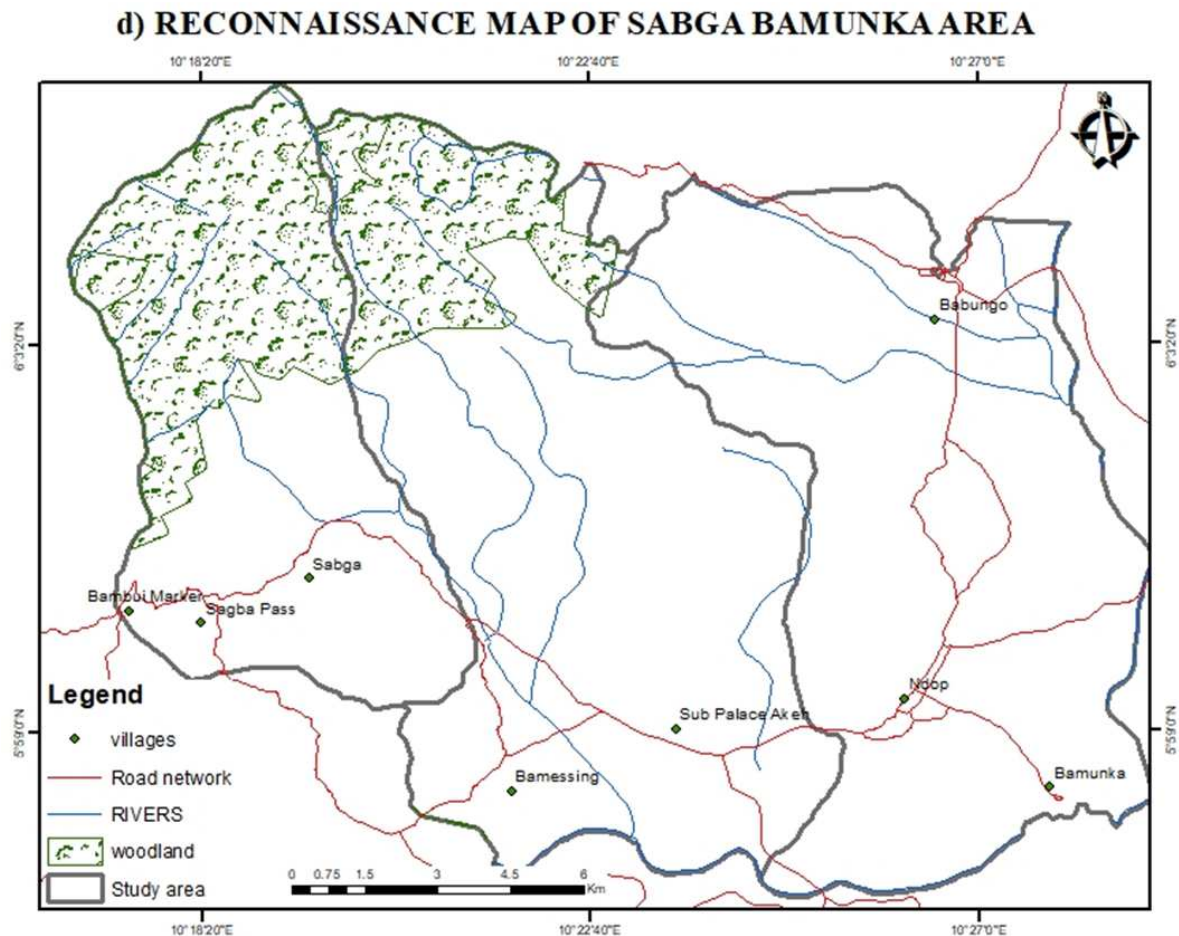 d) RECONNAISSANCE MAP OF SABGA BAMUNKA AREA
10°18'20"E 10°22'40"E 10°27'0"E
N
Babungo
6°3'20"N 6°3'20"N
Sabga
Bambui Marker
Sagba Pass
Ndop
Legend
Sub Palace Akeh
5°59'0"N 5°59'0"N
villages
Bamessing
Bamunka
Road network
RIVERS
woodland
0 0.75 1.5 3 4.5 6
Km
Study area
10°18'20"E 10°22'40"E 10°27'0"E